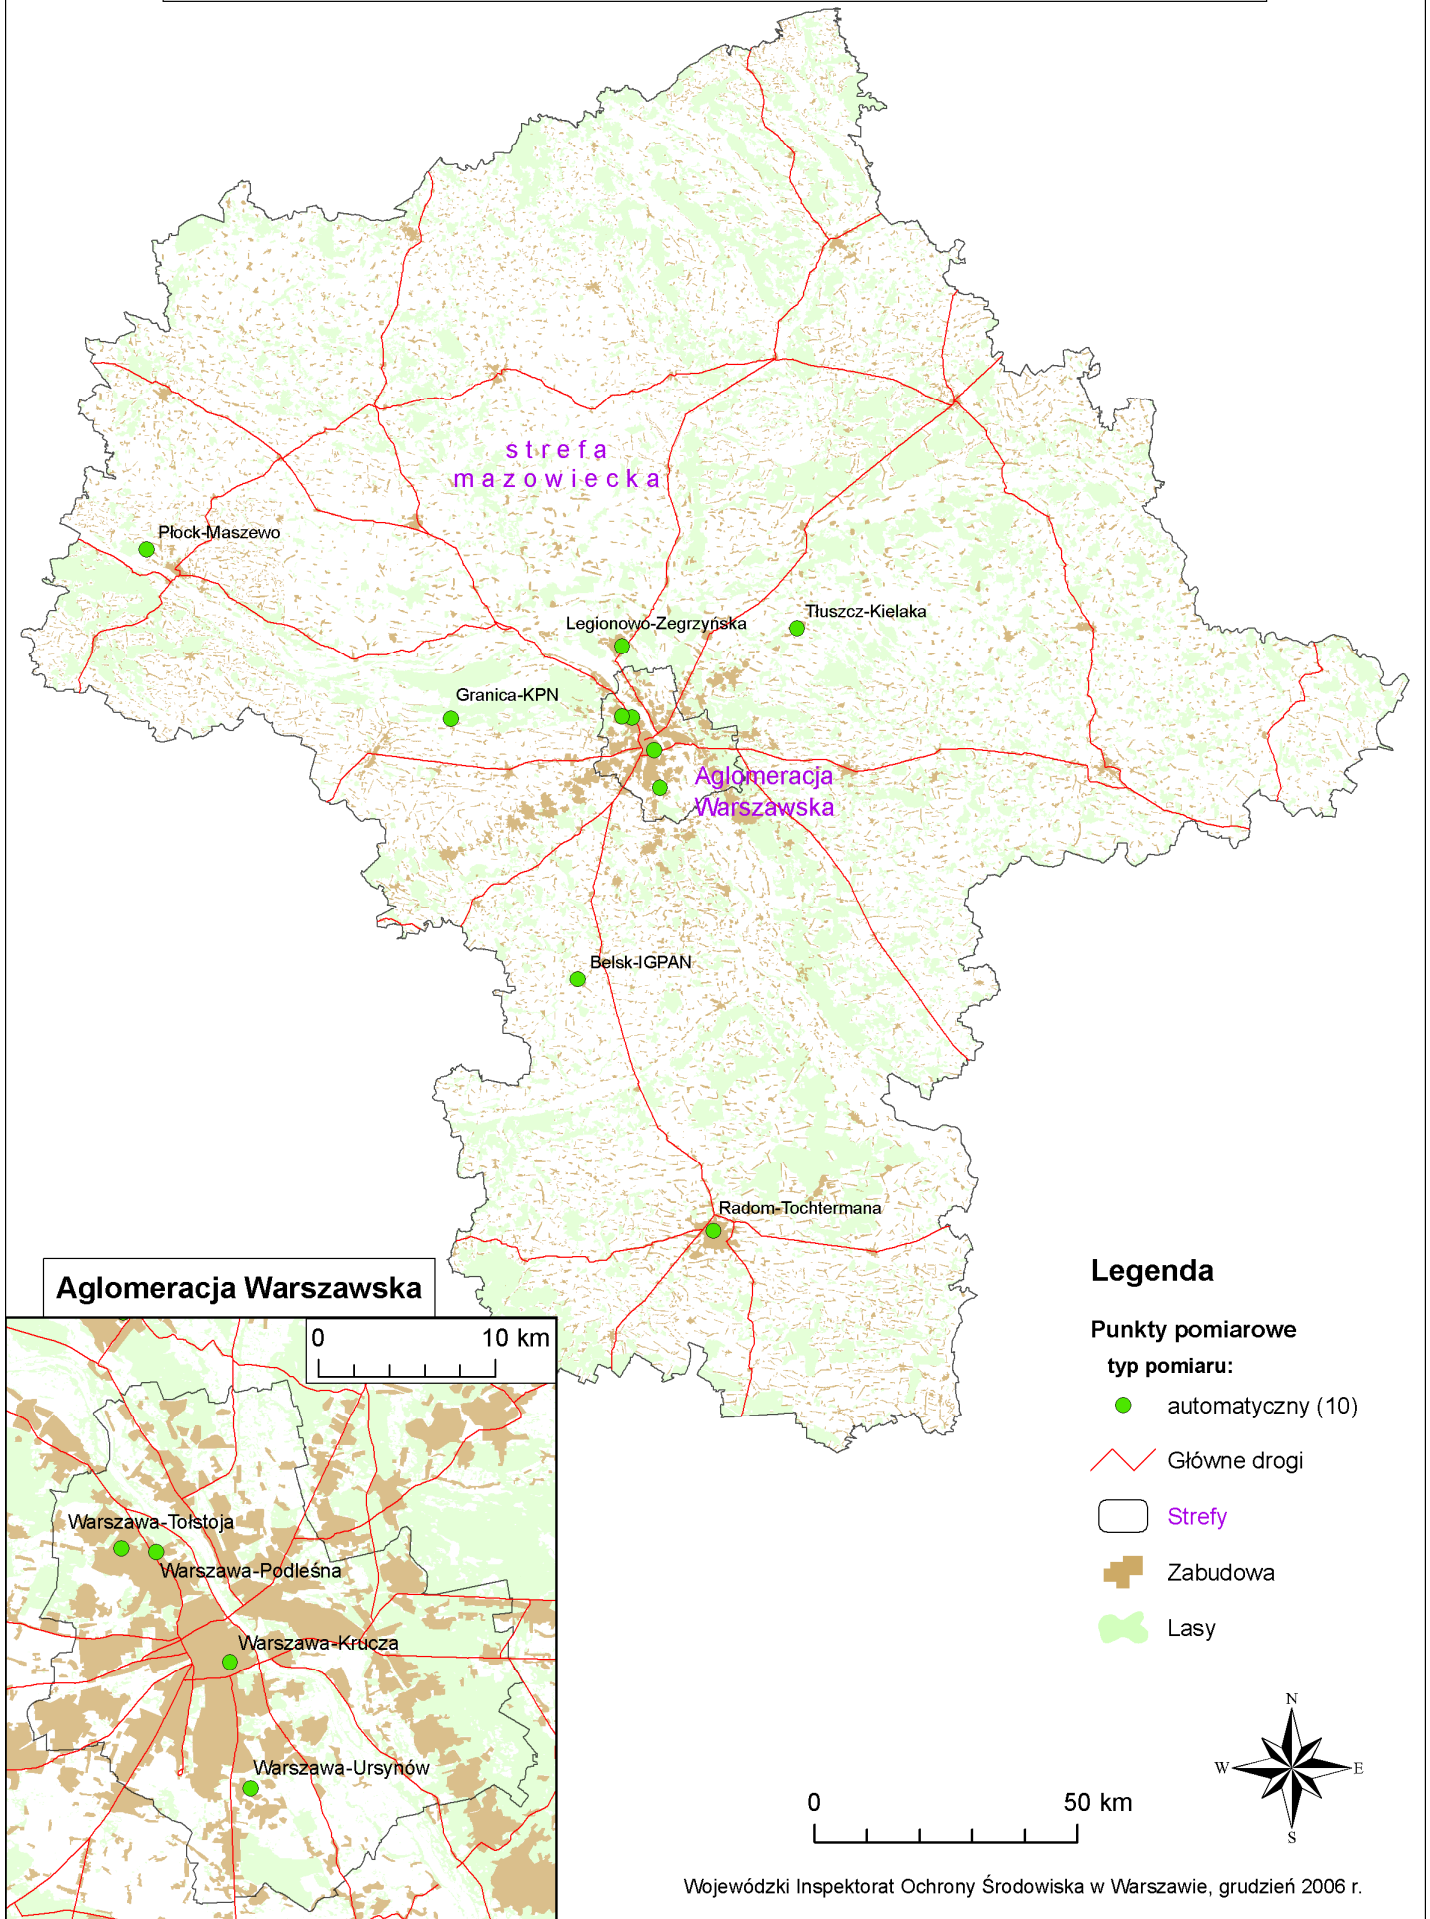 strefa
mazowiecka
Płock-Maszewo
Tłuszcz-Kielaka
Legionowo-Zegrzyńska
Granica-KPN
Aglomeracja
Warszawska
Belsk-IGPAN
Radom-Tochtermana
Aglomeracja Warszawska
0 10 km
Warszawa-Tołstoja
Warszawa-Podleśna
Warszawa-Krucza
Warszawa-Ursynów
Legenda
Punkty pomiarowe
typ pomiaru:
automatyczny (10)
Główne drogi
Strefy
Zabudowa
Lasy
N
W E
S
0 50 km
Wojewódzki Inspektorat Ochrony Środowiska w Warszawie, grudzień 2006 r.